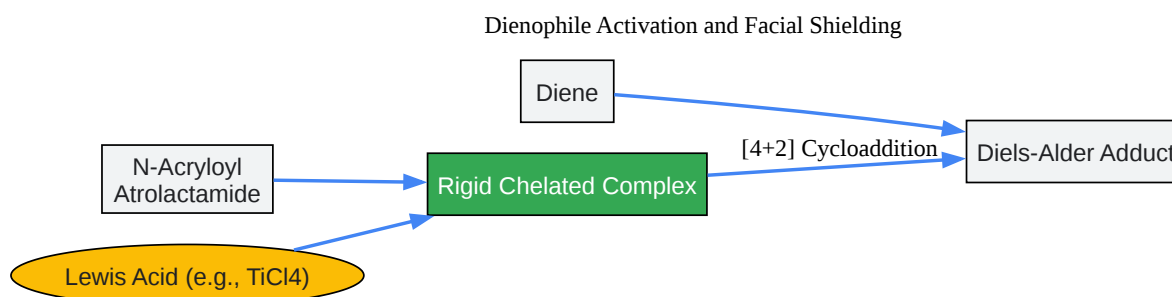 Dienophile Activation and Facial Shielding
Diene
[4+2] Cycloaddition
Diels-Alder Adduct
N-Acryloyl
Atrolactamide
Rigid Chelated Complex
Lewis Acid (e.g., TiCl4)